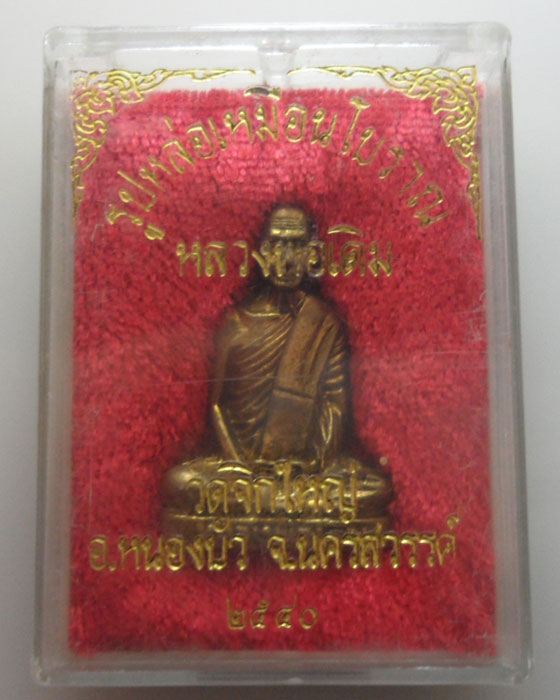 รูปหล่อเหมือนโบราณ
หลวงพ่อเดิม
วัดจิกใหญ่
อ.หนองบัว จ.นครสวรรค์
๒๕๔๐